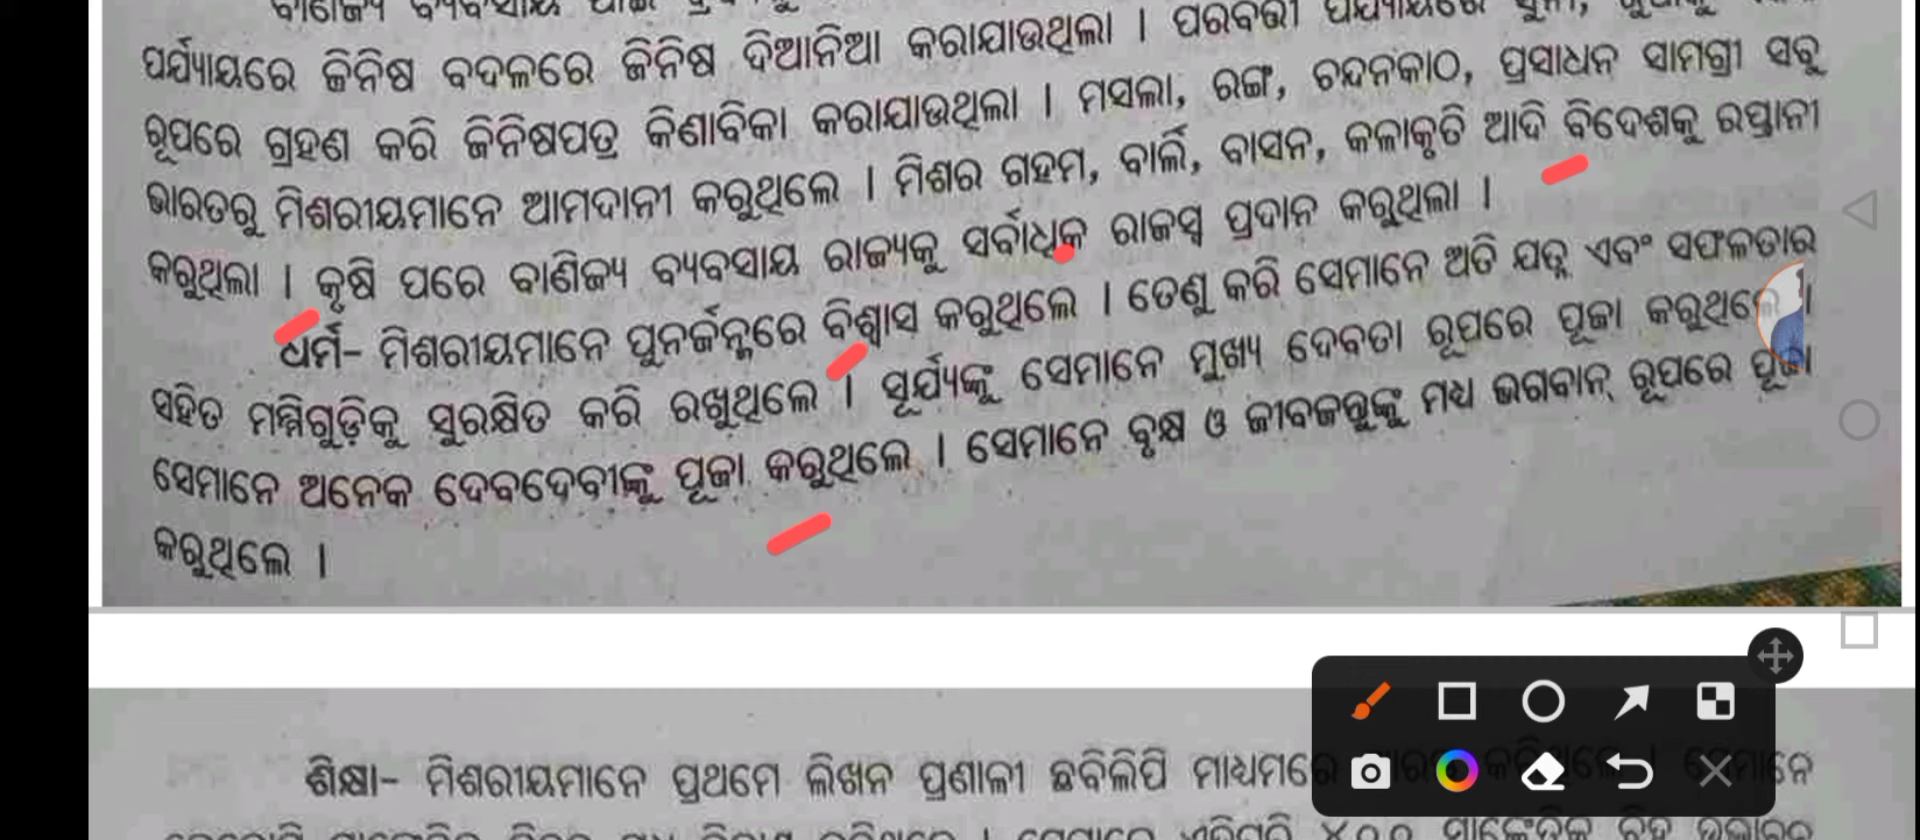 ବାଣିଜ୍ୟ ବ୍ୟବସାୟ ପାଇଁ
ପର୍ଯ୍ୟାୟରେ ଜିନିଷ ବଦଳରେ ଜିନିଷ ଦିଆନିଆ କରାଯାଉଥିଲା । ପରବର୍ତ୍ତୀ ପର୍ଯ୍ୟାୟରେ
ରୂପରେ ଗ୍ରହଣ କରି ଜିନିଷପତ୍ର କିଣାବିକା କରାଯାଉଥିଲା । ମସଲା, ରଙ୍ଗ, ଚନ୍ଦନକାଠ, ପ୍ରସାଧନ ସାମଗ୍ରୀ ସବୁ
ଭାରତରୁ ମିଶରୀୟମାନେ ଆମଦାନୀ କରୁଥିଲେ । ମିଶର ଗହମ, ବାର୍ଲି, ବାସନ, କଳାକୃତି ଆଦି ବିଦେଶକୁ ରପ୍ତାନୀ
କରୁଥିଲା । କୃଷି ପରେ ବାଣିଜ୍ୟ ବ୍ୟବସାୟ ରାଜ୍ୟକୁ ସର୍ବାଧିକ ରାଜସ୍ୱ ପ୍ରଦାନ କରୁଥିଲା ।
ଧର୍ମ– ମିଶରୀୟମାନେ ପୁନର୍ଜନ୍ମରେ ବିଶ୍ୱାସ କରୁଥିଲେ । ତେଣୁ କରି ସେମାନେ ଅତି ଯତ୍ନ ଏବଂ ସଫଳତାର
ସହିତ ମମ୍ମିଗୁଡ଼ିକୁ ସୁରକ୍ଷିତ କରି ରଖୁଥିଲେ । ସୂର୍ଯ୍ୟଙ୍କୁ ସେମାନେ ମୁଖ୍ୟ ଦେବତା ରୂପରେ ପୂଜା କରୁଥିଲେ ।
ସେମାନେ ଅନେକ ଦେବଦେବୀଙ୍କୁ ପୂଜା କରୁଥିଲେ । ସେମାନେ ବୃକ୍ଷ ଓ ଜୀବଜନ୍ତୁଙ୍କୁ ମଧ୍ୟ ଭଗବାନ୍ ରୂପରେ ପୂଜା
କରୁଥିଲେ ।
ଶିକ୍ଷା– ମିଶରୀୟମାନେ ପ୍ରଥମେ ଲିଖନ ପ୍ରଣାଳୀ ଛବିଲିପି ମାଧ୍ୟମରେ ଆରମ୍ଭ କରିଥିଲେ । ସେମାନେ